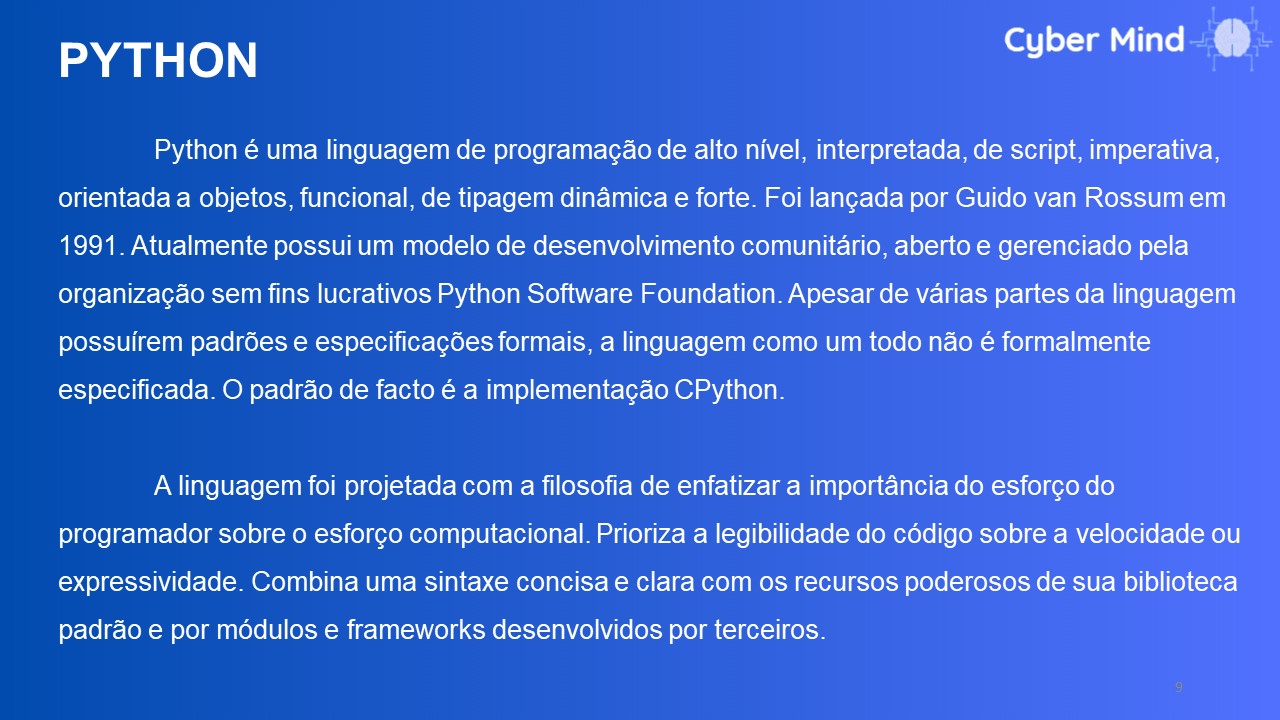 PYTHON
Cyber Mind
Python é uma linguagem de programação de alto nível, interpretada, de script, imperativa,
orientada a objetos, funcional, de tipagem dinâmica e forte. Foi lançada por Guido van Rossum em
1991. Atualmente possui um modelo de desenvolvimento comunitário, aberto e gerenciado pela
organização sem fins lucrativos Python Software Foundation. Apesar de várias partes da linguagem
possuírem padrões e especificações formais, a linguagem como um todo não é formalmente
especificada. O padrão de facto é a implementação CPython.
A linguagem foi projetada com a filosofia de enfatizar a importância do esforço do
programador sobre o esforço computacional. Prioriza a legibilidade do código sobre a velocidade ou
expressividade. Combina uma sintaxe concisa e clara com os recursos poderosos de sua biblioteca
padrão e por módulos e frameworks desenvolvidos por terceiros.
9